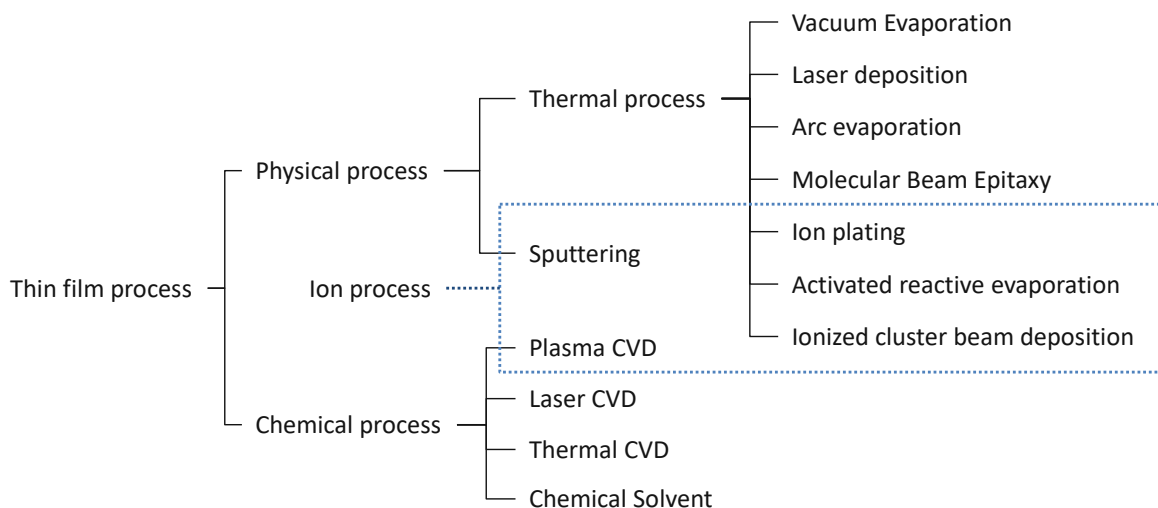 Vacuum Evaporation
Laser deposition
Thermal process
Arc evaporation
Physical process
Molecular Beam Epitaxy
Ion plating
Sputtering
Thin film process
Ion process
Activated reactive evaporation
Ionized cluster beam deposition
Plasma CVD
Laser CVD
Chemical process
Thermal CVD
Chemical Solvent